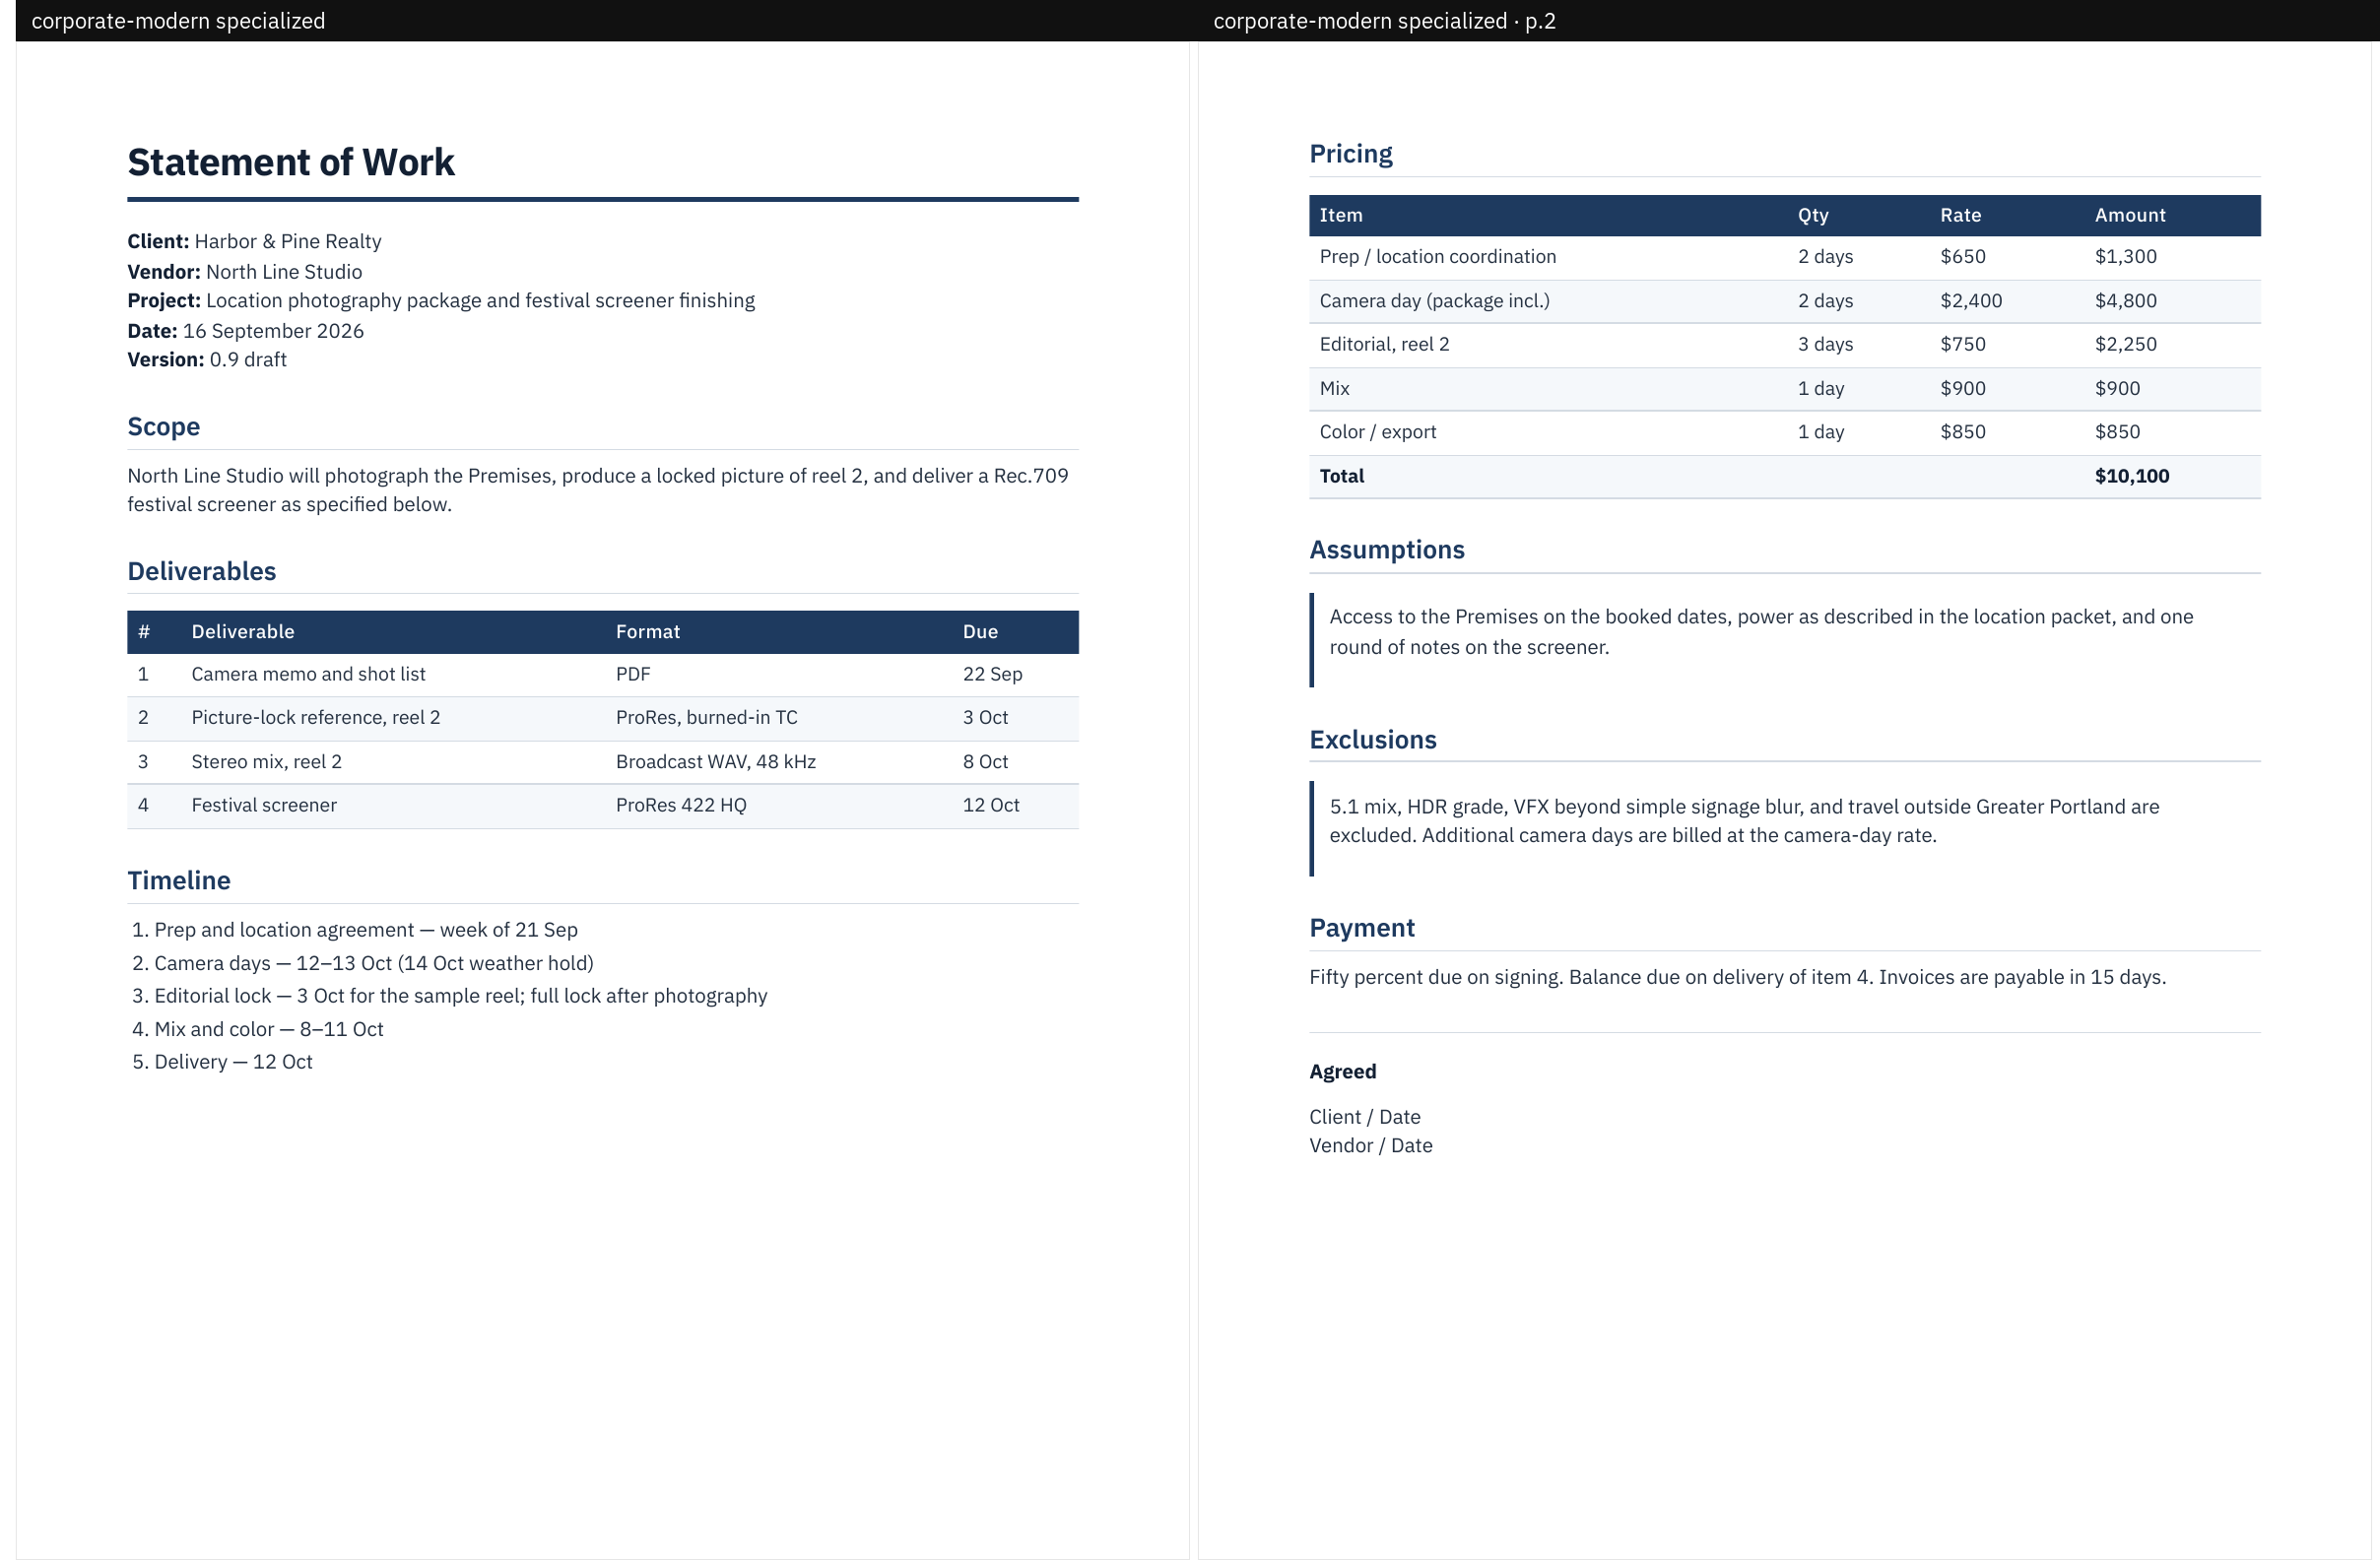 corporate-modern specialized
Statement of Work
Client: Harbor & Pine Realty
Vendor: North Line Studio
Project: Location photography package and festival screener finishing
Date: 16 September 2026
Version: 0.9 draft
Scope
North Line Studio will photograph the Premises, produce a locked picture of reel 2, and deliver a Rec.709
festival screener as specified below.
Deliverables
# Deliverable Format Due
1 Camera memo and shot list PDF 22 Sep
2 Picture-lock reference, reel 2 ProRes, burned-in TC 3 Oct
3 Stereo mix, reel 2 Broadcast WAV, 48 kHz 8 Oct
4 Festival screener ProRes 422 HQ 12 Oct
Timeline
1. Prep and location agreement — week of 21 Sep
2. Camera days — 12–13 Oct (14 Oct weather hold)
3. Editorial lock — 3 Oct for the sample reel; full lock after photography
4. Mix and color — 8–11 Oct
5. Delivery — 12 Oct
corporate-modern specialized · p.2
Pricing
Item Qty Rate Amount
Prep / location coordination 2 days $650 $1,300
Camera day (package incl.) 2 days $2,400 $4,800
Editorial, reel 2 3 days $750 $2,250
Mix 1 day $900 $900
Color / export 1 day $850 $850
Total $10,100
Assumptions
Access to the Premises on the booked dates, power as described in the location packet, and one
round of notes on the screener.
Exclusions
5.1 mix, HDR grade, VFX beyond simple signage blur, and travel outside Greater Portland are
excluded. Additional camera days are billed at the camera-day rate.
Payment
Fifty percent due on signing. Balance due on delivery of item 4. Invoices are payable in 15 days.
Agreed
Client / Date
Vendor / Date